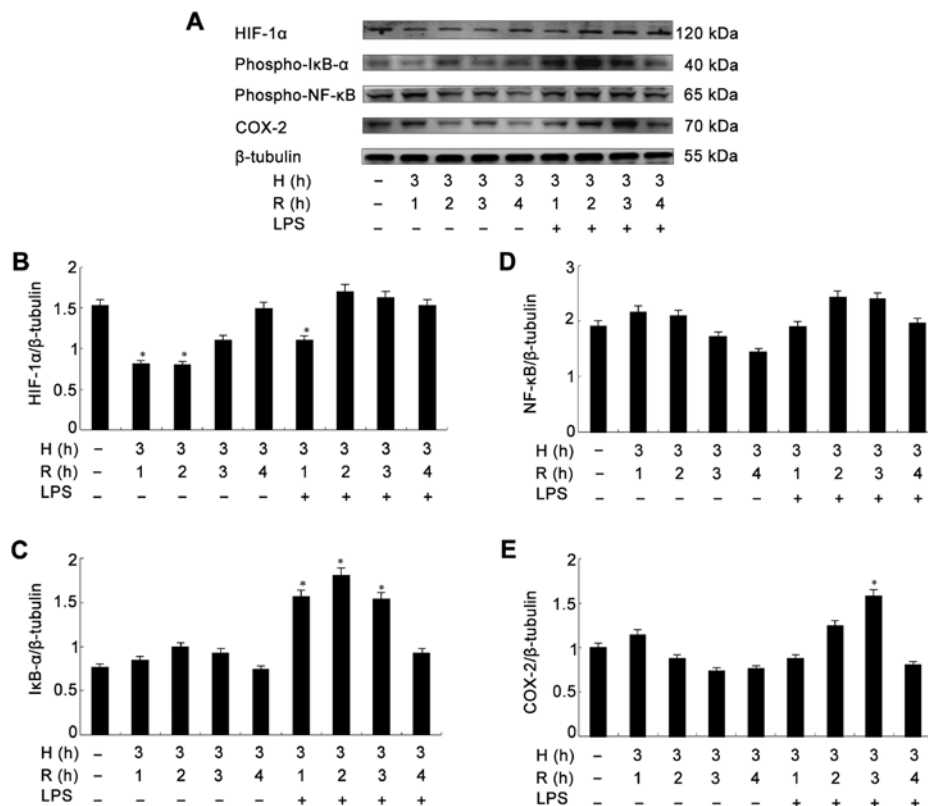 A
HIF-1α 120 kDa
Phospho-IκB-α 40 kDa
Phospho-NF-κB 65 kDa
COX-2 70 kDa
β-tubulin 55 kDa
H (h) – 3 3 3 3 3 3 3 3
R (h) – 1 2 3 4 1 2 3 4
LPS – – – – – + + + +
B
HIF-1α/β-tubulin
2
1.5
1
0.5
0
* * *
H (h) – 3 3 3 3 3 3 3 3
R (h) – 1 2 3 4 1 2 3 4
LPS – – – – – + + + +
D
NF-κB/β-tubulin
3
2
1
0
H (h) – 3 3 3 3 3 3 3 3
R (h) – 1 2 3 4 1 2 3 4
LPS – – – – – + + + +
C
IκB-α/β-tubulin
2
1.5
1
0.5
0
* * *
H (h) – 3 3 3 3 3 3 3 3
R (h) – 1 2 3 4 1 2 3 4
LPS – – – – – + + + +
E
COX-2/β-tubulin
2
1.5
1
0.5
0
*
H (h) – 3 3 3 3 3 3 3 3
R (h) – 1 2 3 4 1 2 3 4
LPS – – – – – + + + +